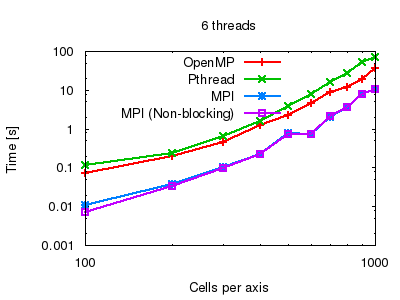 6 threads
100
10
1
0.1
0.01
0.001
Time [s]
OpenMP
Pthread
MPI
MPI (Non-blocking)
100
1000
Cells per axis